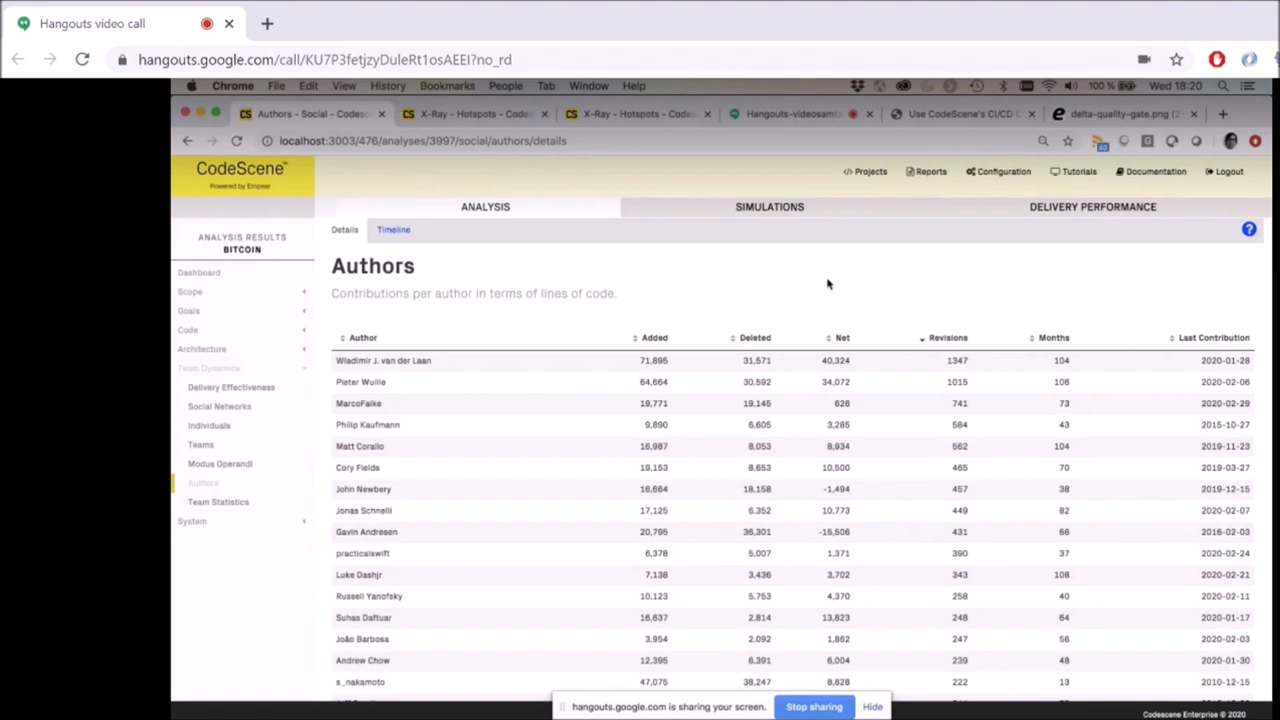 Hangouts video call
hangouts.google.com/call/KU7P3fetjzyDuleRt1osAEEI?no_rd
Chrome File Edit View History Bookmarks People Tab Window Help 100 % Wed 18:20
CS Authors - Social - Codesc CS X-Ray - Hotspots - Codesc CS X-Ray - Hotspots - Codesc Hangouts-videosamta Use CodeScene's CI/CD C delta-quality-gate.png (2
localhost:3003/476/analyses/3997/social/authors/details
CodeScene™
Powered by Empear
Projects Reports Configuration Tutorials Documentation Logout
ANALYSIS SIMULATIONS DELIVERY PERFORMANCE
ANALYSIS RESULTS
BITCOIN
Dashboard
Scope
Goals
Code
Architecture
Team Dynamics
Delivery Effectiveness
Social Networks
Individuals
Teams
Modus Operandi
Authors
Team Statistics
System
Details Timeline ?
Authors
Contributions per author in terms of lines of code.
Author Added Deleted Net Revisions Months Last Contribution
Wladimir J. van der Laan 71,895 31,571 40,324 1347 104 2020-01-28
Pieter Wuille 64,664 30,592 34,072 1015 106 2020-02-06
MarcoFalke 19,771 19,145 626 741 73 2020-02-29
Philip Kaufmann 9,890 6,605 3,285 584 43 2015-10-27
Matt Corallo 16,987 8,053 8,934 562 104 2019-11-23
Cory Fields 19,153 8,653 10,500 465 70 2019-03-27
John Newbery 16,664 18,158 -1,494 457 38 2019-12-15
Jonas Schnelli 17,125 6,352 10,773 449 82 2020-02-07
Gavin Andresen 20,795 36,301 -15,506 431 66 2016-02-03
practicalswift 6,378 5,007 1,371 390 37 2020-02-24
Luke Dashjr 7,138 3,436 3,702 343 108 2020-02-21
Russell Yanofsky 10,123 5,753 4,370 258 40 2020-02-11
Suhas Daftuar 16,637 2,814 13,823 248 64 2020-01-17
João Barbosa 3,954 2,092 1,862 247 56 2020-02-03
Andrew Chow 12,395 6,391 6,004 239 48 2020-01-30
s_nakamoto 47,075 38,247 8,828 222 13 2010-12-15
hangouts.google.com is sharing your screen. Stop sharing Hide
Codescene Enterprise © 2020